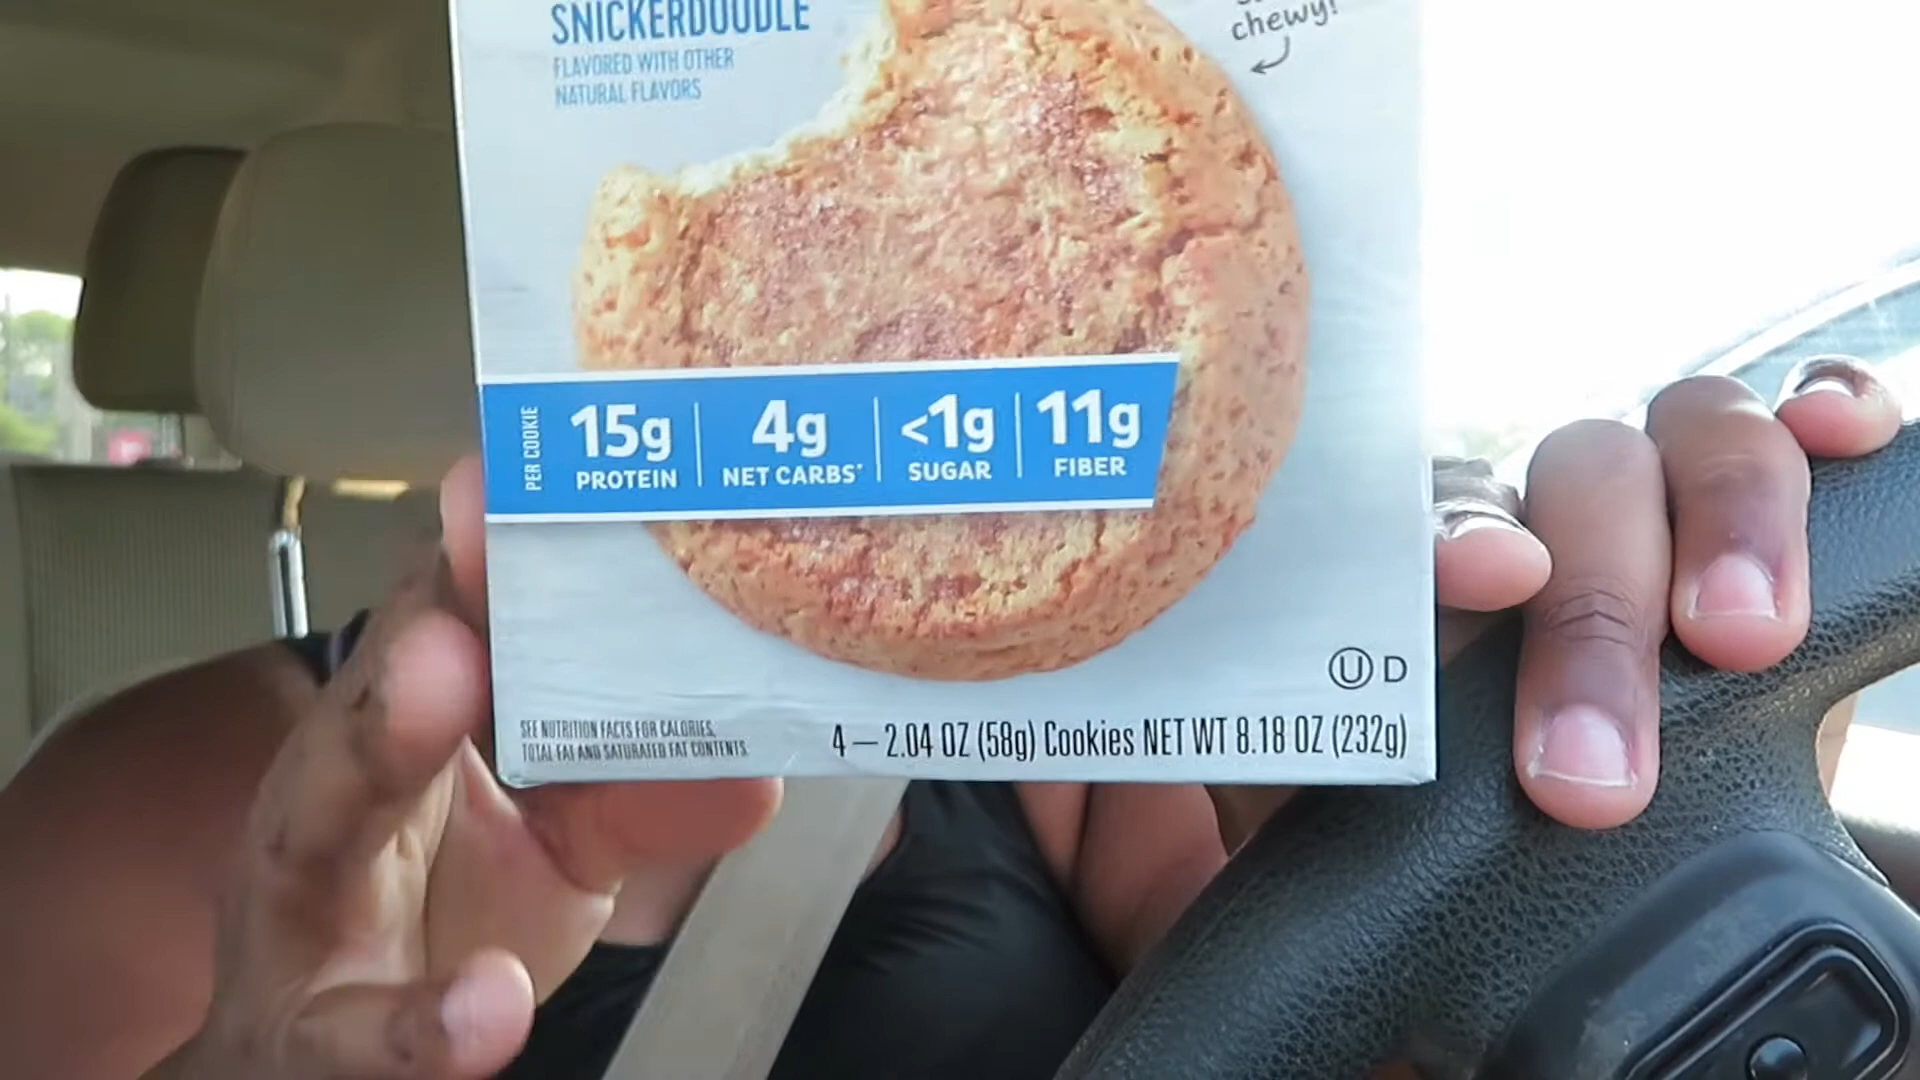 SNICKERDOODLE
FLAVORED WITH OTHER
NATURAL FLAVORS
chewy!
PER COOKIE
15g PROTEIN
4g NET CARBS*
<1g SUGAR
11g FIBER
U D
SEE NUTRITION FACTS FOR CALORIES,
TOTAL FAT AND SATURATED FAT CONTENTS.
4 – 2.04 OZ (58g) Cookies NET WT 8.18 OZ (232g)